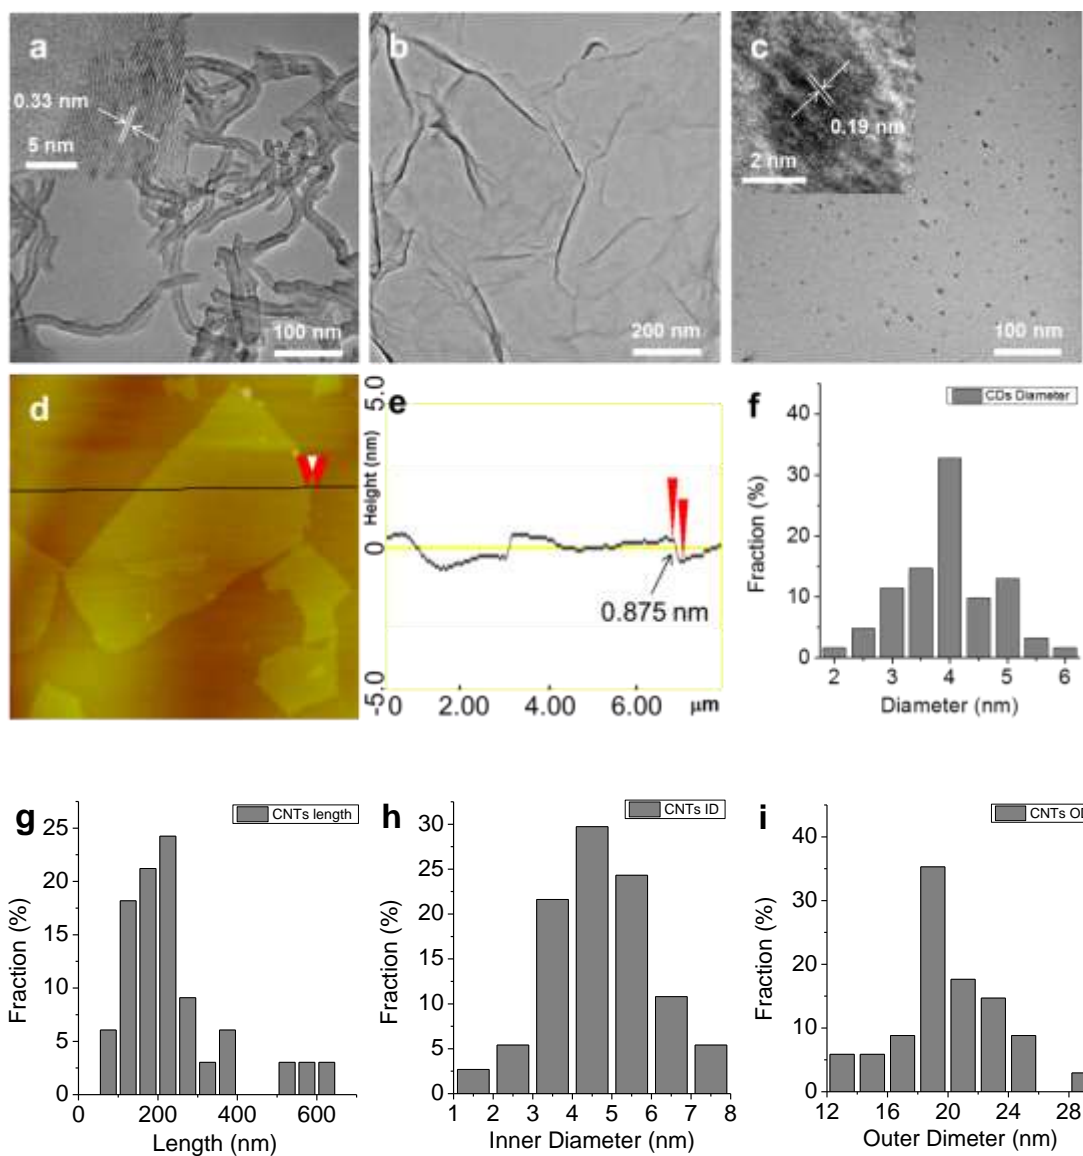 a
0.33 nm
5 nm
100 nm
b
200 nm
c
0.19 nm
2 nm
100 nm
d
e
5.0
Height (nm)
0
-5.0
0.875 nm
0 2.00 4.00 6.00 μm
f
CDs Diameter
Fraction (%)
40
30
20
10
0
2 3 4 5 6
Diameter (nm)
g
CNTs length
Fraction (%)
25
20
15
10
5
0
0 200 400 600
Length (nm)
h
CNTs ID
Fraction (%)
30
25
20
15
10
5
0
1 2 3 4 5 6 7 8
Inner Diameter (nm)
i
CNTs OD
Fraction (%)
40
30
20
10
0
12 16 20 24 28
Outer Dimeter (nm)